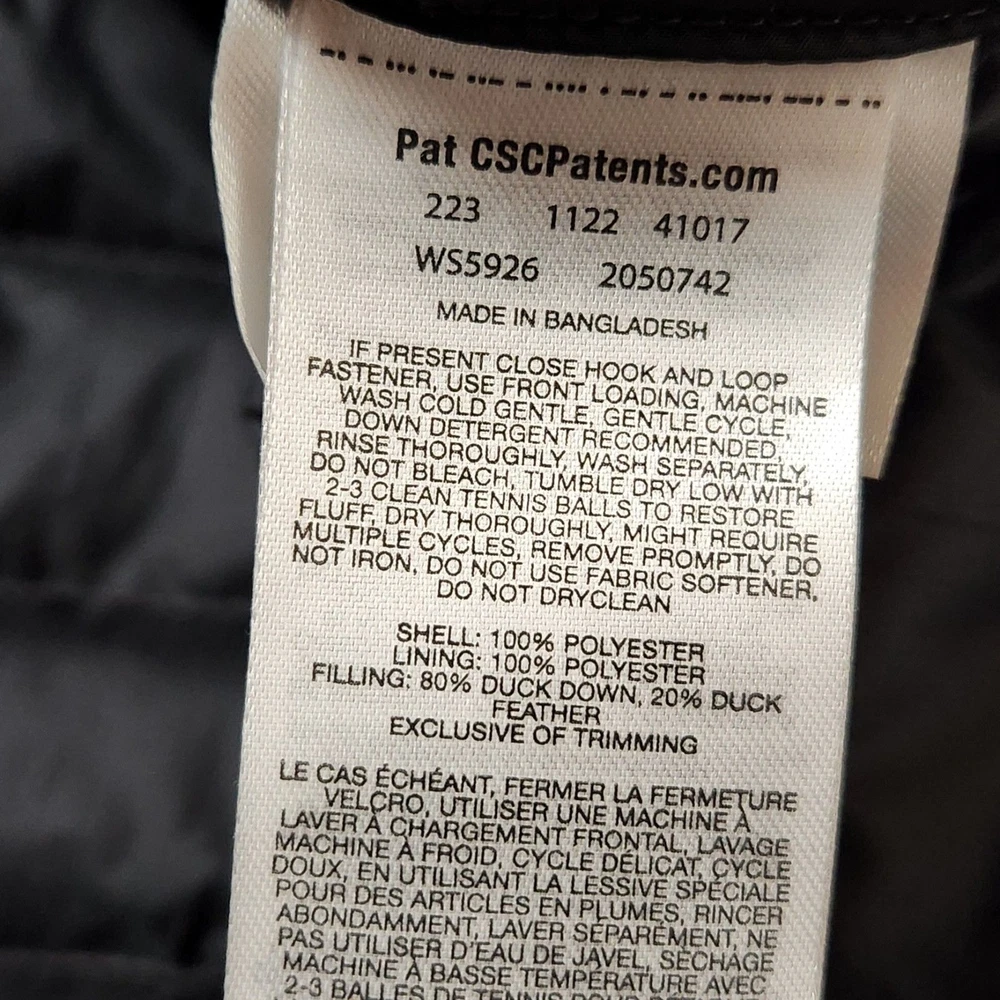 Pat CSCPatents.com
223 1122 41017
WS5926 2050742
MADE IN BANGLADESH
IF PRESENT CLOSE HOOK AND LOOP
FASTENER, USE FRONT LOADING, MACHINE
WASH COLD GENTLE, GENTLE CYCLE,
DOWN DETERGENT RECOMMENDED,
RINSE THOROUGHLY, WASH SEPARATELY,
DO NOT BLEACH, TUMBLE DRY LOW WITH
2-3 CLEAN TENNIS BALLS TO RESTORE
FLUFF, DRY THOROUGHLY, MIGHT REQUIRE
MULTIPLE CYCLES, REMOVE PROMPTLY, DO
NOT IRON, DO NOT USE FABRIC SOFTENER,
DO NOT DRYCLEAN
SHELL: 100% POLYESTER
LINING: 100% POLYESTER
FILLING: 80% DUCK DOWN, 20% DUCK
FEATHER
EXCLUSIVE OF TRIMMING
LE CAS ÉCHÉANT, FERMER LA FERMETURE
VELCRO, UTILISER UNE MACHINE À
LAVER À CHARGEMENT FRONTAL, LAVAGE
MACHINE À FROID, CYCLE DÉLICAT, CYCLE
DOUX, EN UTILISANT LA LESSIVE SPÉCIALE
POUR DES ARTICLES EN PLUMES, RINCER
ABONDAMMENT, LAVER SÉPARÉMENT, NE
PAS UTILISER D'EAU DE JAVEL, SÉCHAGE
MACHINE À BASSE TEMPÉRATURE AVEC
2-3 BALLES DE TENNIS POUR